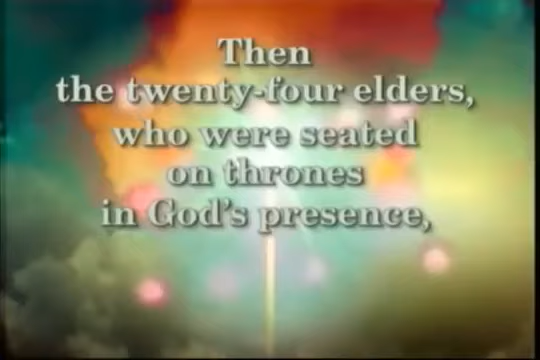 Then
the twenty-four elders,
who were seated
on thrones
in God's presence,